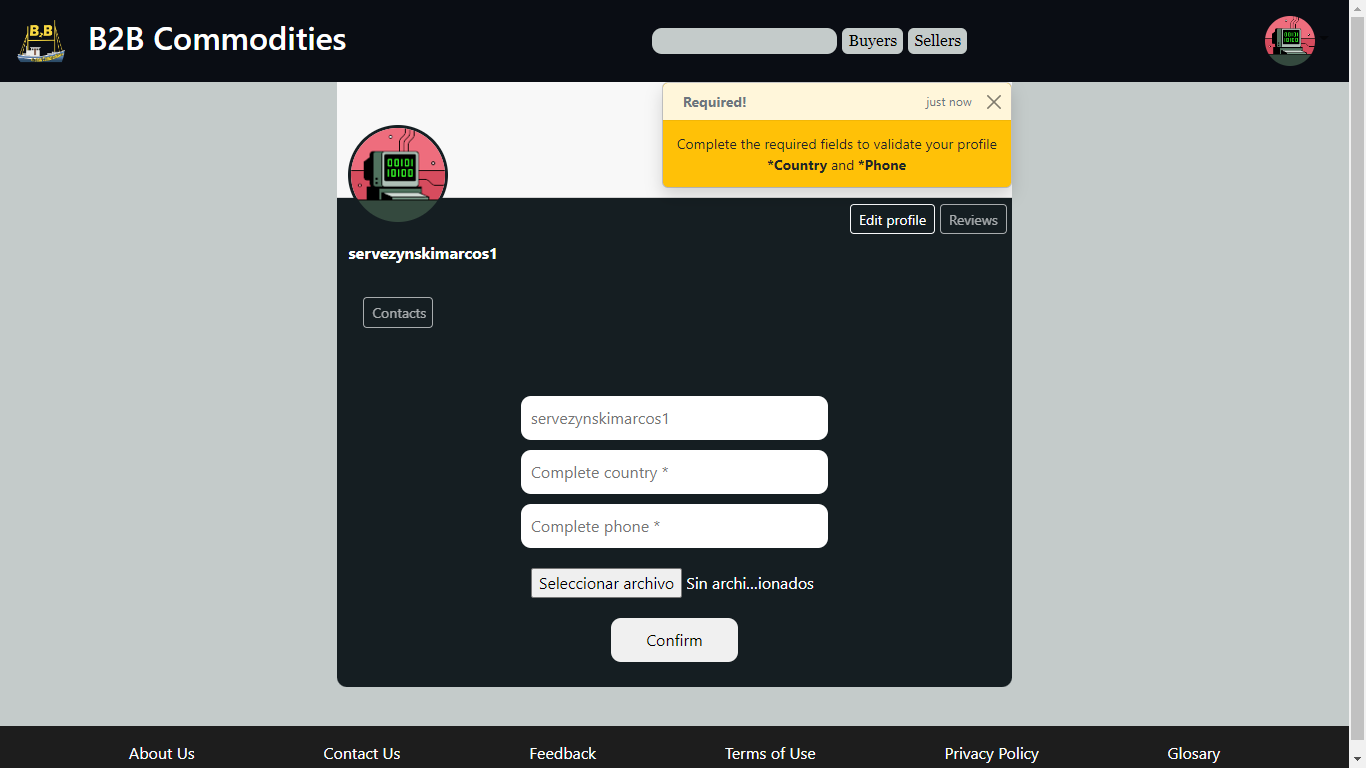 B,B
B2B Commodities
Buyers
Sellers
Required!
just now
Complete the required fields to validate your profile
*Country and *Phone
00101
10100
Edit profile
Reviews
servezynskimarcos1
Contacts
servezynskimarcos1
Complete country *
Complete phone *
Seleccionar archivo Sin archi...ionados
Confirm
About Us
Contact Us
Feedback
Terms of Use
Privacy Policy
Glosary